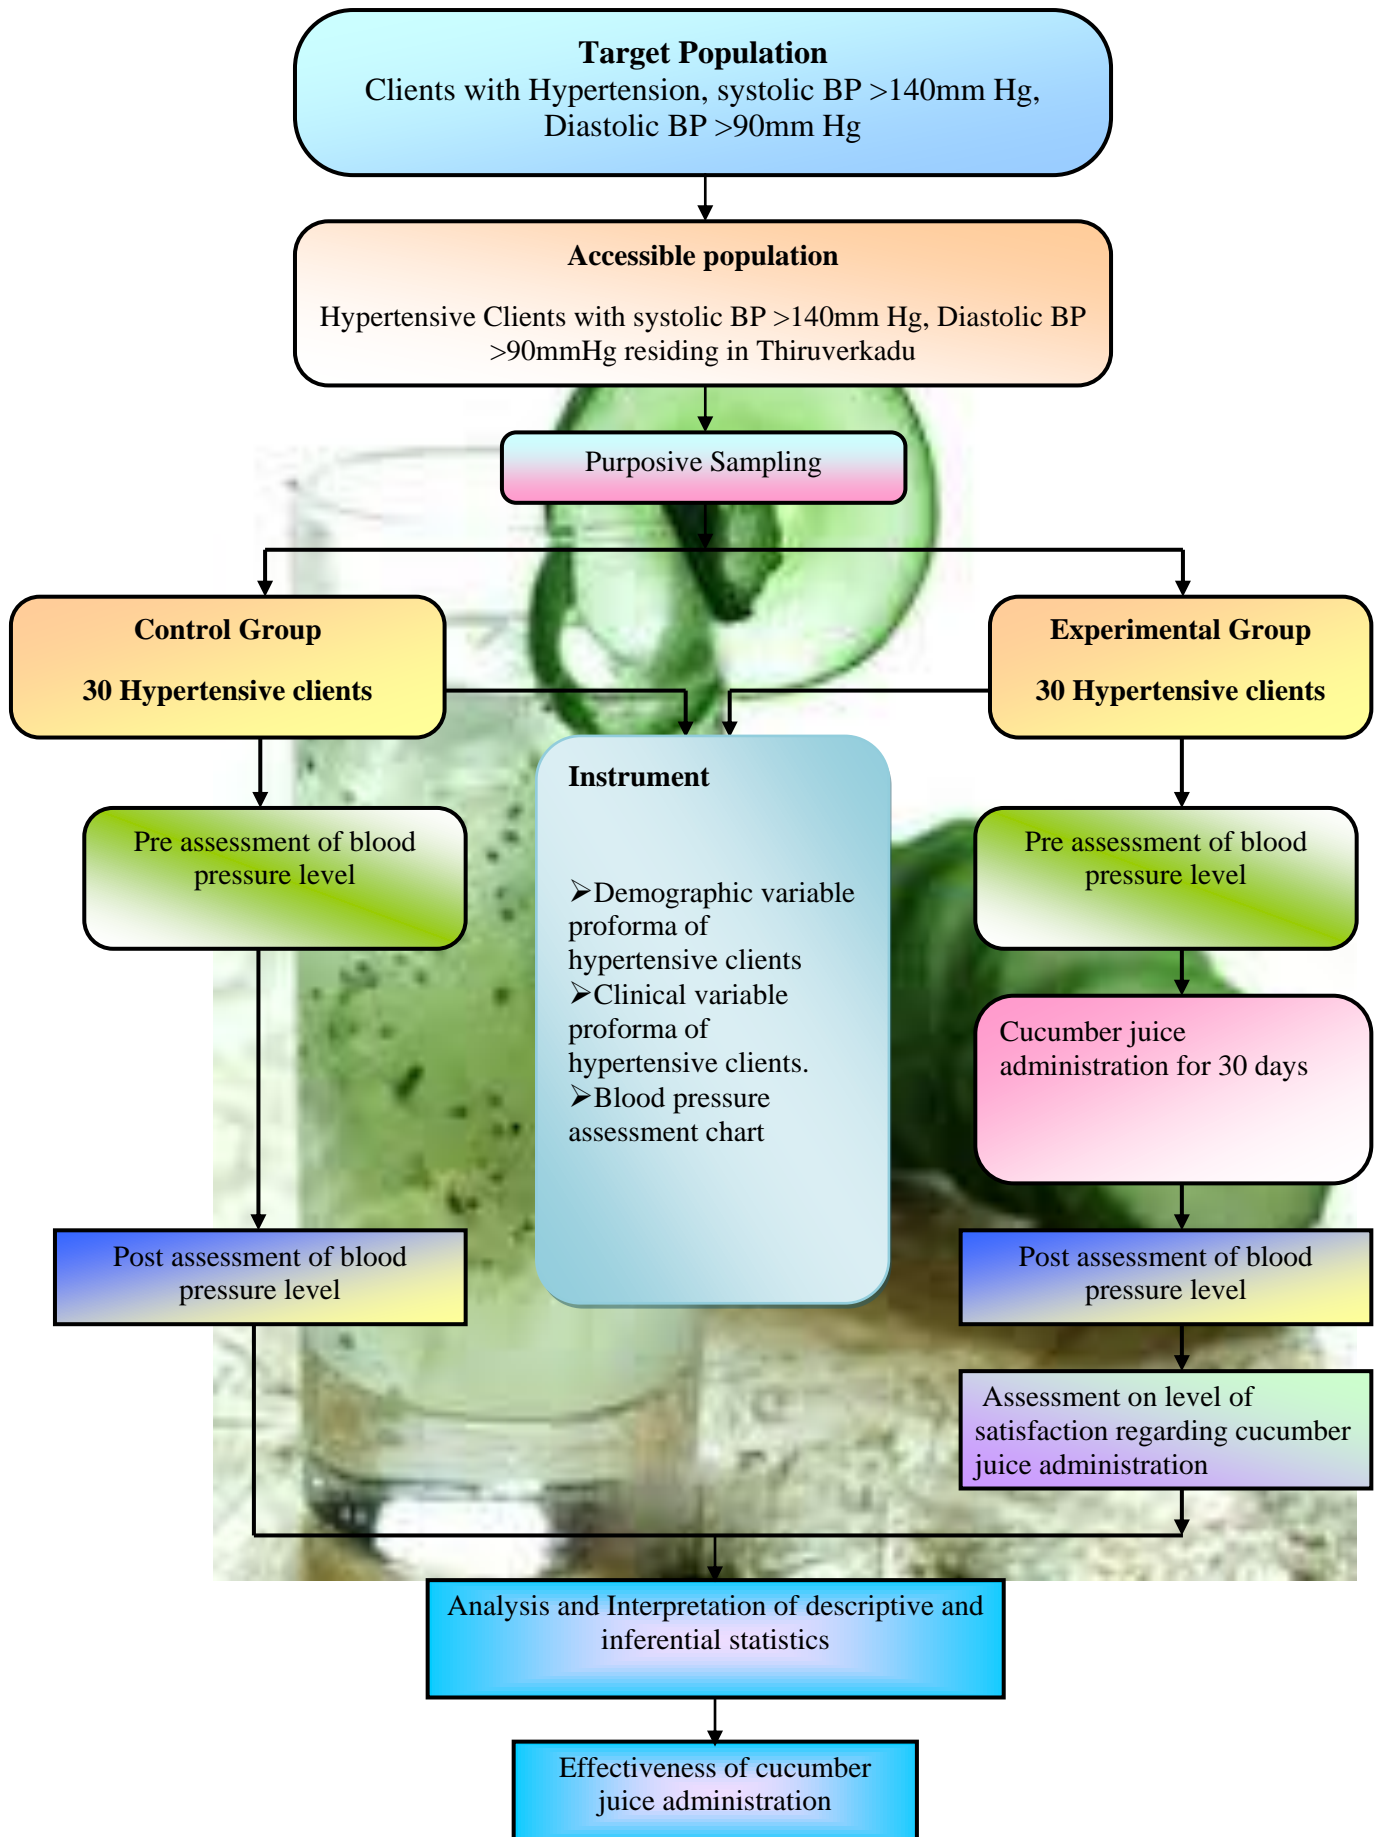 Target Population
Clients with Hypertension, systolic BP >140mm Hg,
Diastolic BP >90mm Hg
Accessible population
Hypertensive Clients with systolic BP >140mm Hg, Diastolic BP
>90mmHg residing in Thiruverkadu
Purposive Sampling
Control Group
30 Hypertensive clients
Experimental Group
30 Hypertensive clients
Instrument
➢Demographic variable
proforma of
hypertensive clients
➢Clinical variable
proforma of
hypertensive clients.
➢Blood pressure
assessment chart
Pre assessment of blood
pressure level
Pre assessment of blood
pressure level
Cucumber juice
administration for 30 days
Post assessment of blood
pressure level
Post assessment of blood
pressure level
Assessment on level of
satisfaction regarding cucumber
juice administration
Analysis and Interpretation of descriptive and
inferential statistics
Effectiveness of cucumber
juice administration